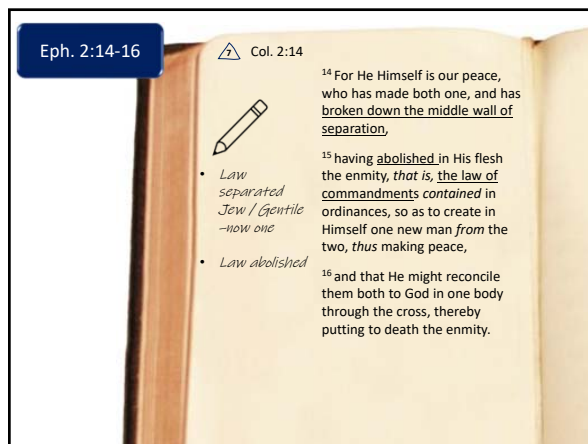 Eph. 2:14-16
7 Col. 2:14
• Law
separated
Jew / Gentile
–now one
• Law abolished
14 For He Himself is our peace,
who has made both one, and has
broken down the middle wall of
separation,
15 having abolished in His flesh
the enmity, that is, the law of
commandments contained in
ordinances, so as to create in
Himself one new man from the
two, thus making peace,
16 and that He might reconcile
them both to God in one body
through the cross, thereby
putting to death the enmity.